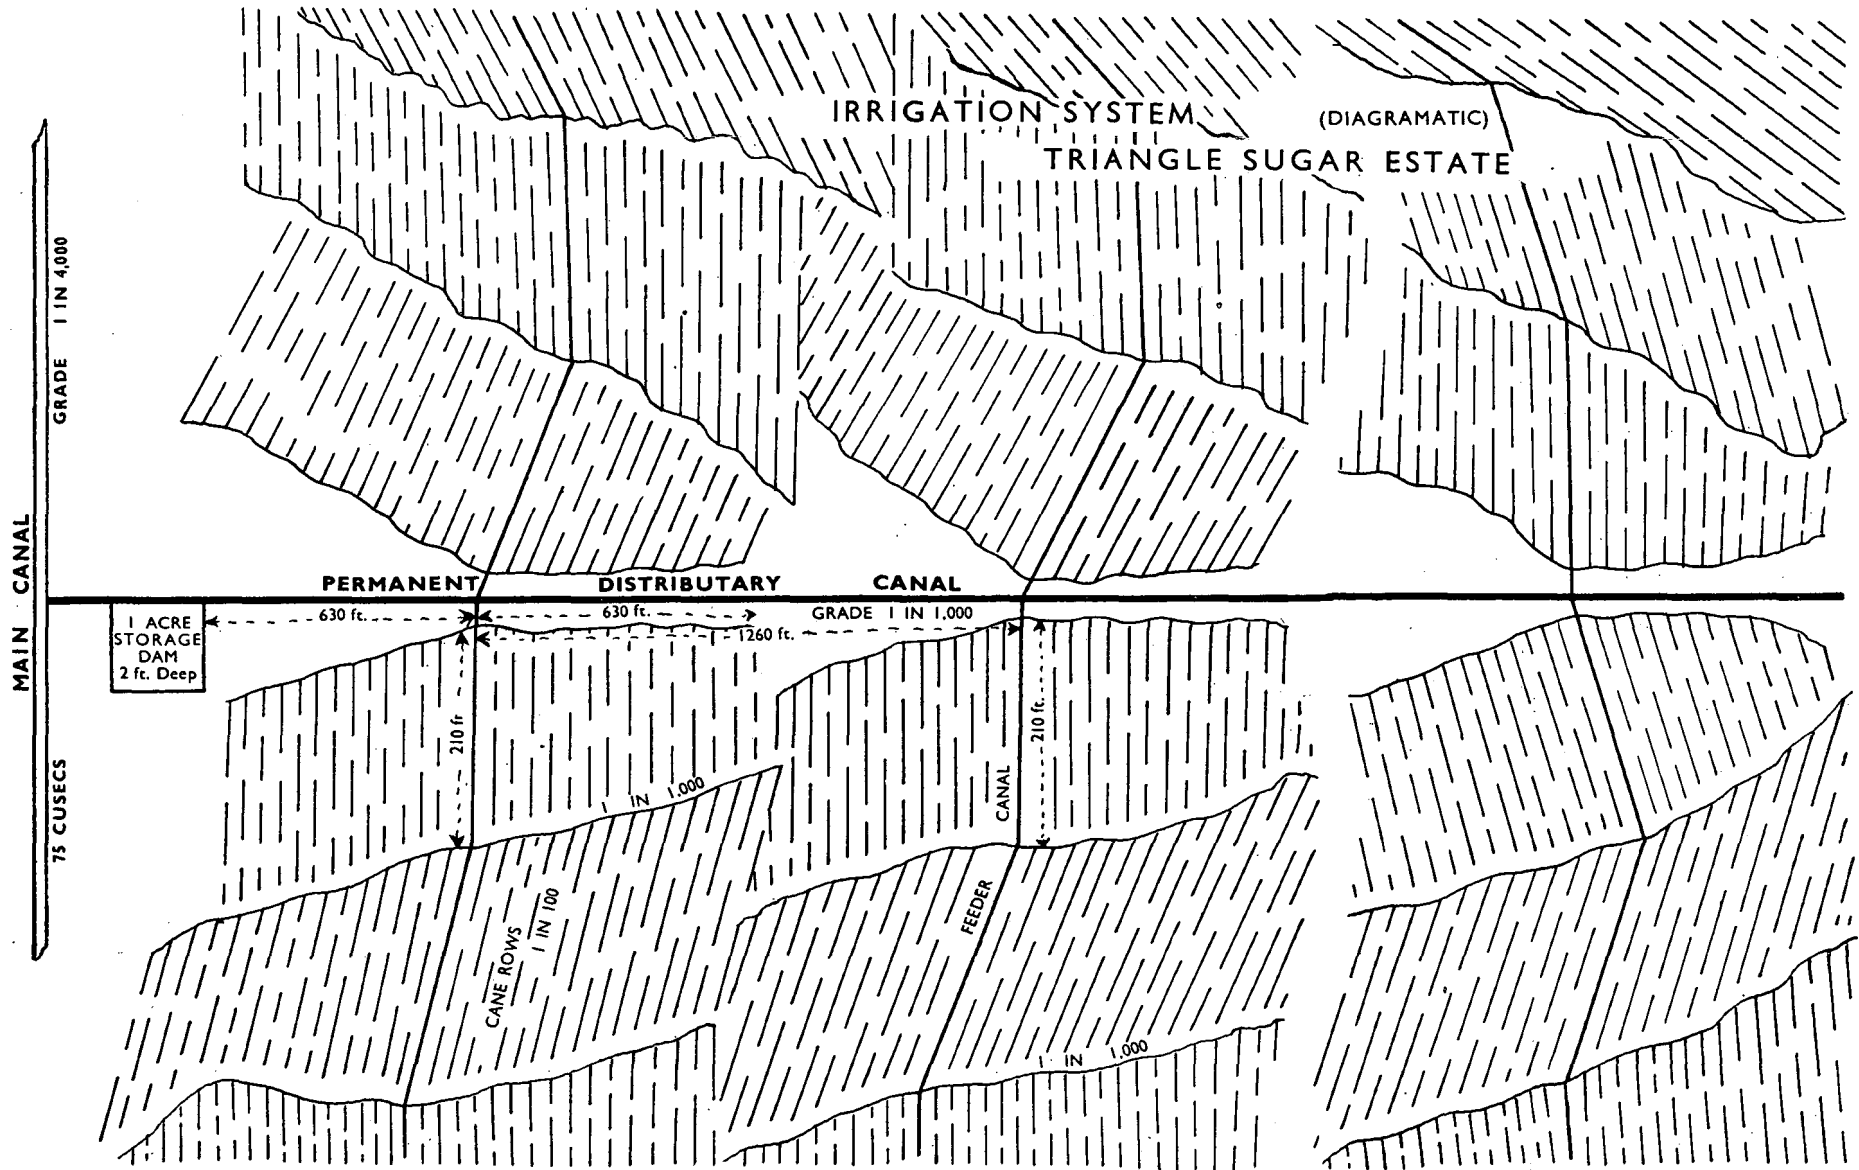 IRRIGATION SYSTEM
(DIAGRAMATIC)
TRIANGLE SUGAR ESTATE
GRADE 1 IN 4,000
MAIN CANAL
75 CUSECS
PERMANENT DISTRIBUTARY CANAL
630 ft.
630 ft.
GRADE 1 IN 1,000
1260 ft.
1 ACRE
STORAGE
DAM
2 ft. Deep
210 fr
210 ft.
1 IN 1.000
CANAL
FEEDER
CANE ROWS
1 IN 100
1 IN 1.000